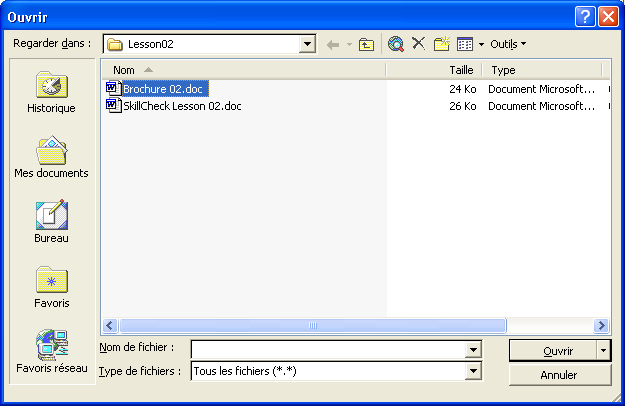 Ouvrir
Regarder dans : Lesson02 Outils
Nom Taille Type
Brochure 02.doc 24 Ko Document Microsoft...
SkillCheck Lesson 02.doc 26 Ko Document Microsoft...
Historique
Mes documents
Bureau
Favoris
Favoris réseau
Nom de fichier : Ouvrir
Type de fichiers : Tous les fichiers (*.*) Annuler